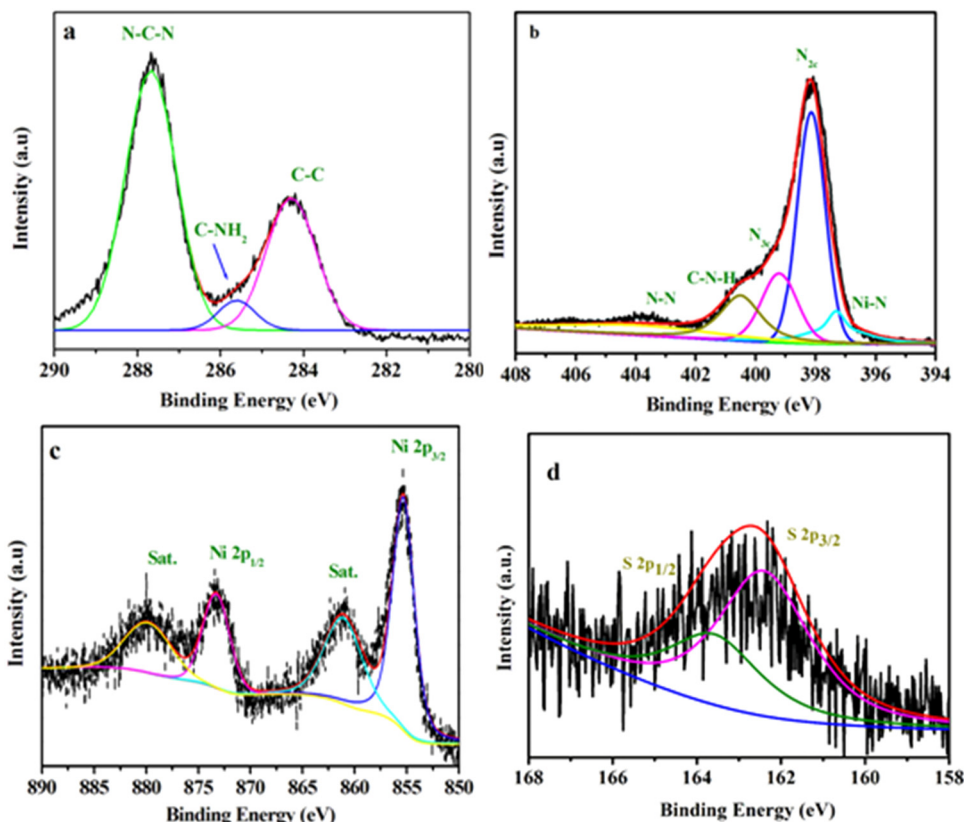 a
N-C-N
C-C
C-NH2
Intensity (a.u)
290 288 286 284 282 280
Binding Energy (eV)
b
N2c
N3c
C-N-H
N-N
Ni-N
Intensity (a.u)
408 406 404 402 400 398 396 394
Binding Energy (eV)
c
Ni 2p3/2
Sat.
Ni 2p1/2
Sat.
Intensity (a.u)
890 885 880 875 870 865 860 855 850
Binding Energy (eV)
d
S 2p3/2
S 2p1/2
Intensity (a.u.)
168 166 164 162 160 158
Binding Energy (eV)